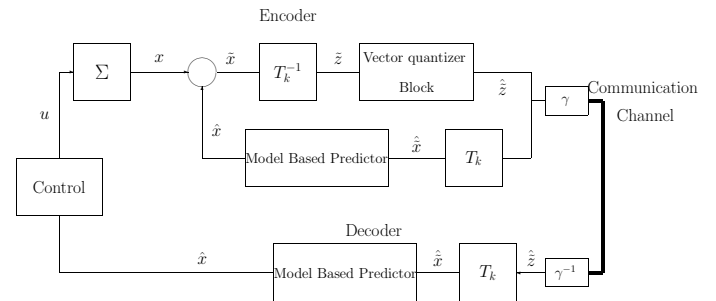 Encoder
Σ
x
x̃
T_k^{-1}
z̃
Vector quantizer
Block
ẑ̃
γ
Communication
Channel
u
x̂
Model Based Predictor
x̃̂
T_k
Control
Decoder
x̂
Model Based Predictor
x̃̂
T_k
z̃̂
γ^{-1}